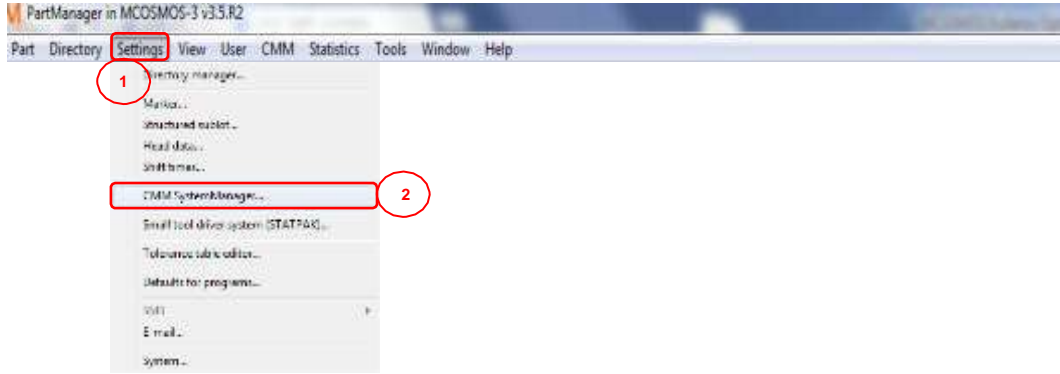 PartManager in MCOSMOS-3 v3.5.R2
Part Directory Settings View User CMM Statistics Tools Window Help
1
Directory manager...
Marker...
Structured sublot...
Head data...
Shift times...
CMM SystemManager...
2
Small tool driver system (STATPAK)...
Tolerance table editor...
Defaults for programs...
E-mail...
System...